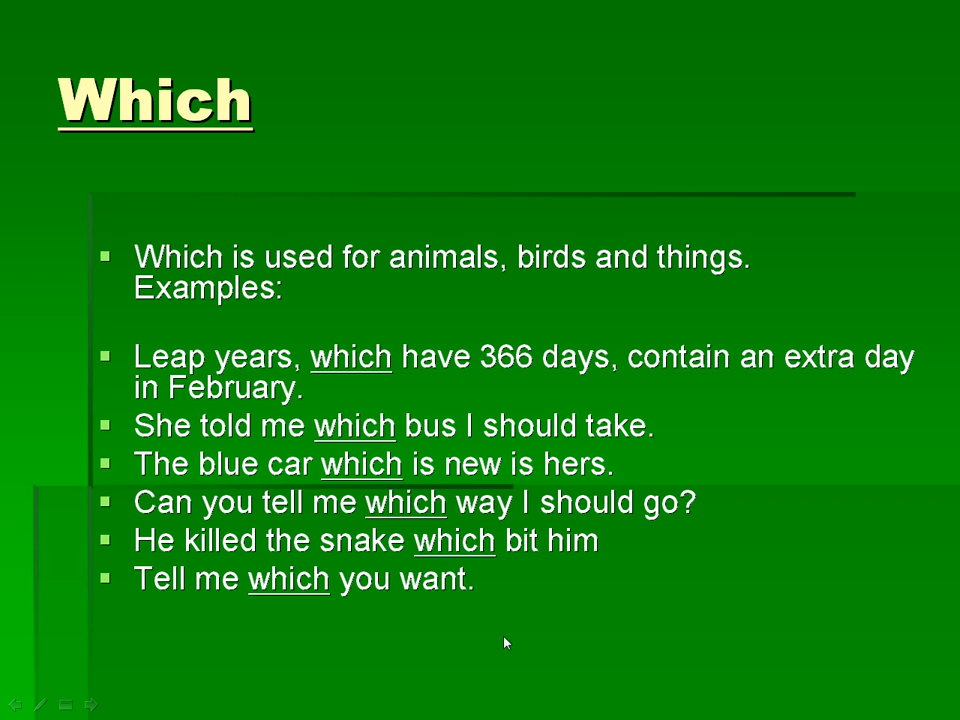 Which
Which is used for animals, birds and things.
Examples:
Leap years, which have 366 days, contain an extra day
in February.
She told me which bus I should take.
The blue car which is new is hers.
Can you tell me which way I should go?
He killed the snake which bit him
Tell me which you want.